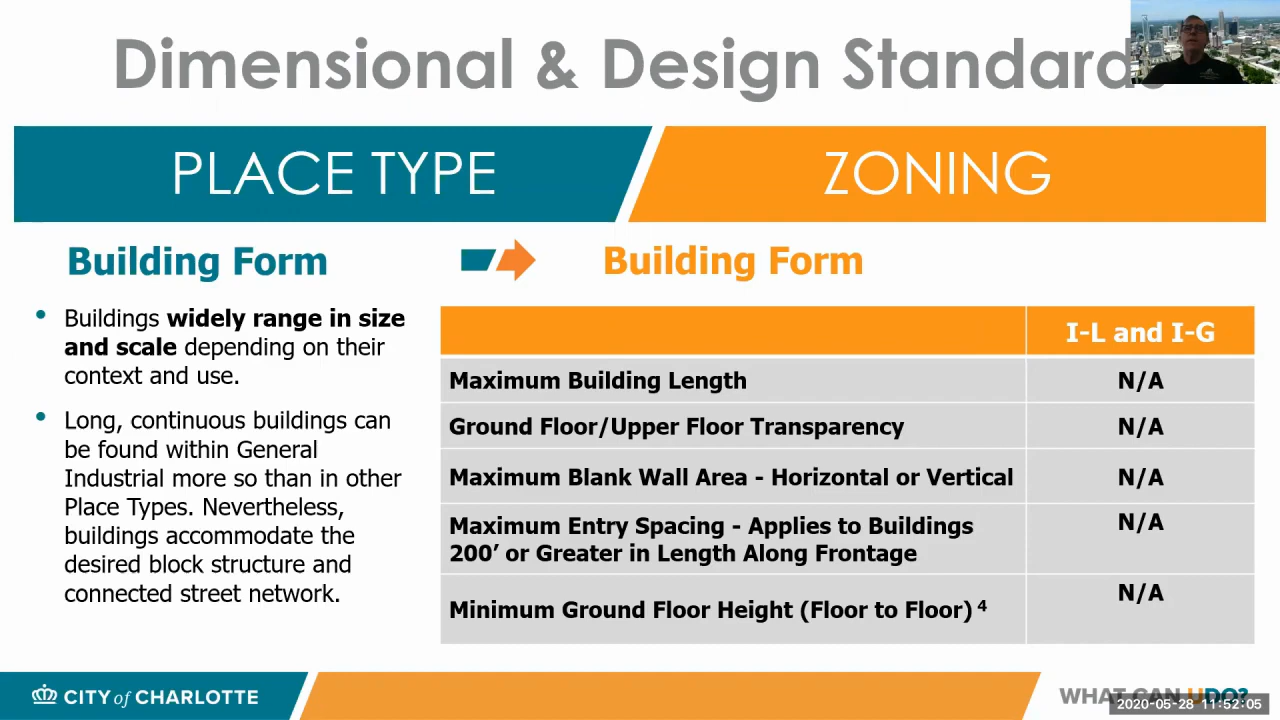 Dimensional & Design Standards
PLACE TYPE
ZONING
Building Form
Building Form
• Buildings widely range in size
and scale depending on their
context and use.
• Long, continuous buildings can
be found within General
Industrial more so than in other
Place Types. Nevertheless,
buildings accommodate the
desired block structure and
connected street network.
I-L and I-G
Maximum Building Length N/A
Ground Floor/Upper Floor Transparency N/A
Maximum Blank Wall Area - Horizontal or Vertical N/A
Maximum Entry Spacing - Applies to Buildings N/A
200’ or Greater in Length Along Frontage
Minimum Ground Floor Height (Floor to Floor) 4 N/A
CITY of CHARLOTTE
WHAT CAN UDO?
2020-05-28 11:52:05